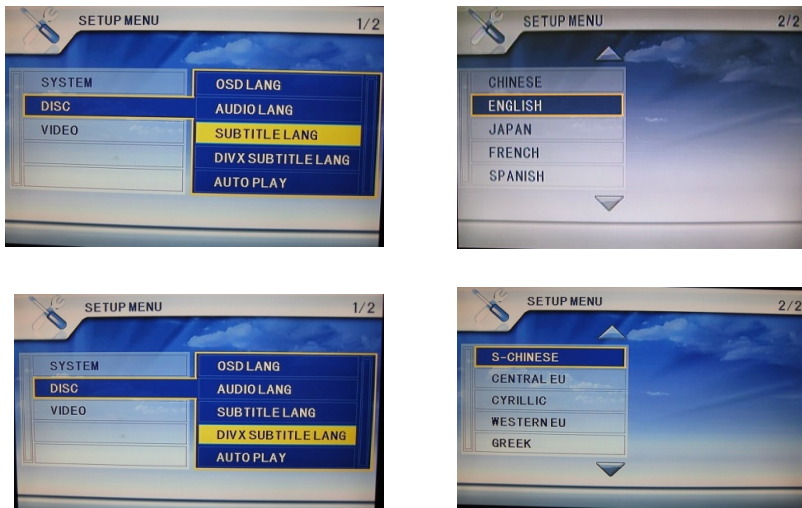 SETUP MENU 1/2
SYSTEM
DISC
VIDEO
OSD LANG
AUDIO LANG
SUBTITLE LANG
DIVX SUBTITLE LANG
AUTO PLAY
SETUP MENU 2/2
CHINESE
ENGLISH
JAPAN
FRENCH
SPANISH
SETUP MENU 1/2
SYSTEM
DISC
VIDEO
OSD LANG
AUDIO LANG
SUBTITLE LANG
DIVX SUBTITLE LANG
AUTO PLAY
SETUP MENU 2/2
S-CHINESE
CENTRAL EU
CYRILLIC
WESTERN EU
GREEK